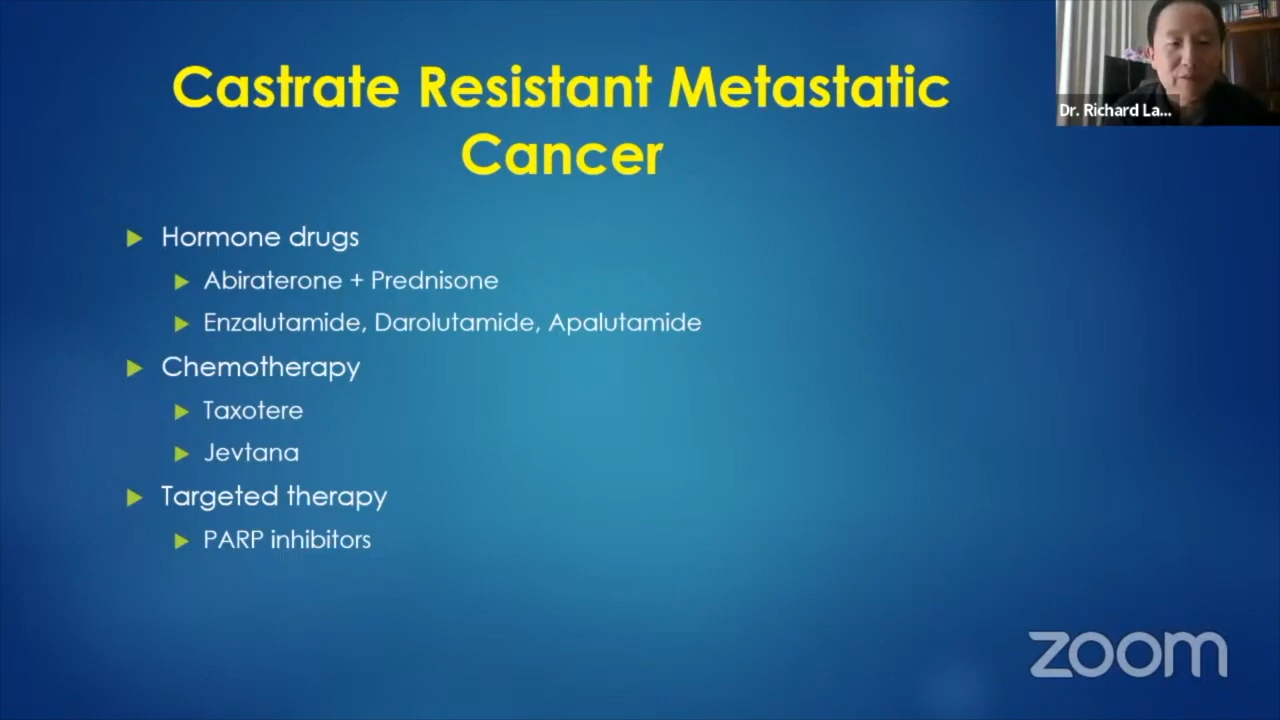 Castrate Resistant Metastatic
Cancer
Dr. Richard La...
Hormone drugs
Abiraterone + Prednisone
Enzalutamide, Darolutamide, Apalutamide
Chemotherapy
Taxotere
Jevtana
Targeted therapy
PARP inhibitors
zoom